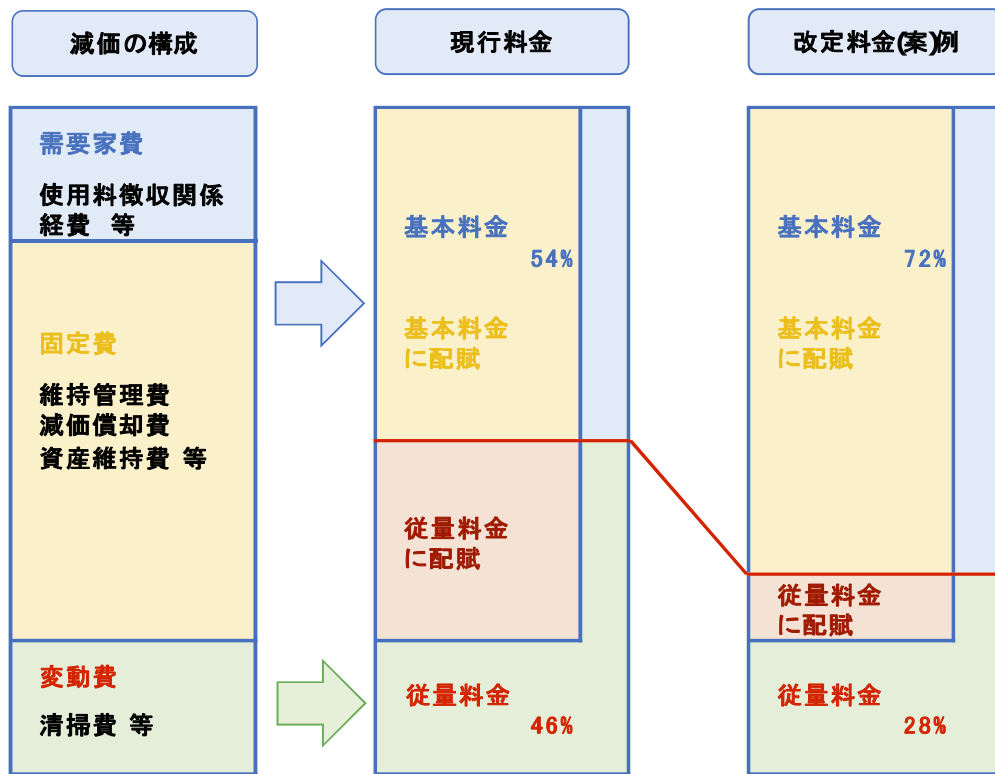 減価の構成
現行料金
改定料金(案)例
需要家費
使用料徴収関係
経費 等
固定費
維持管理費
減価償却費
資産維持費 等
変動費
清掃費 等
基本料金
54%
基本料金
に配賦
従量料金
に配賦
従量料金
46%
基本料金
72%
基本料金
に配賦
従量料金
に配賦
従量料金
28%